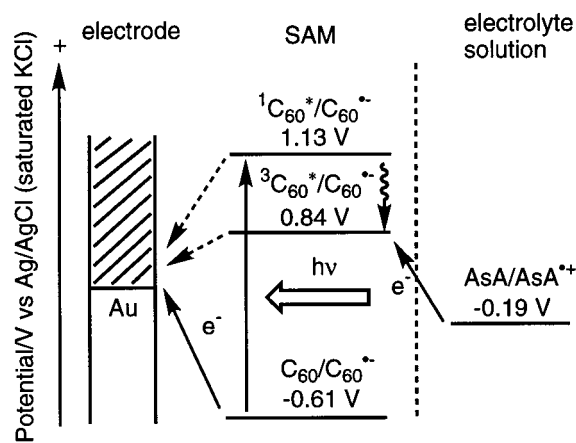 electrode
SAM
electrolyte
solution
+
Potential/V vs Ag/AgCl (saturated KCl)
¹C₆₀*/C₆₀•-
1.13 V
³C₆₀*/C₆₀•-
0.84 V
hν
e-
AsA/AsA•+
-0.19 V
Au
e-
C₆₀/C₆₀•-
-0.61 V